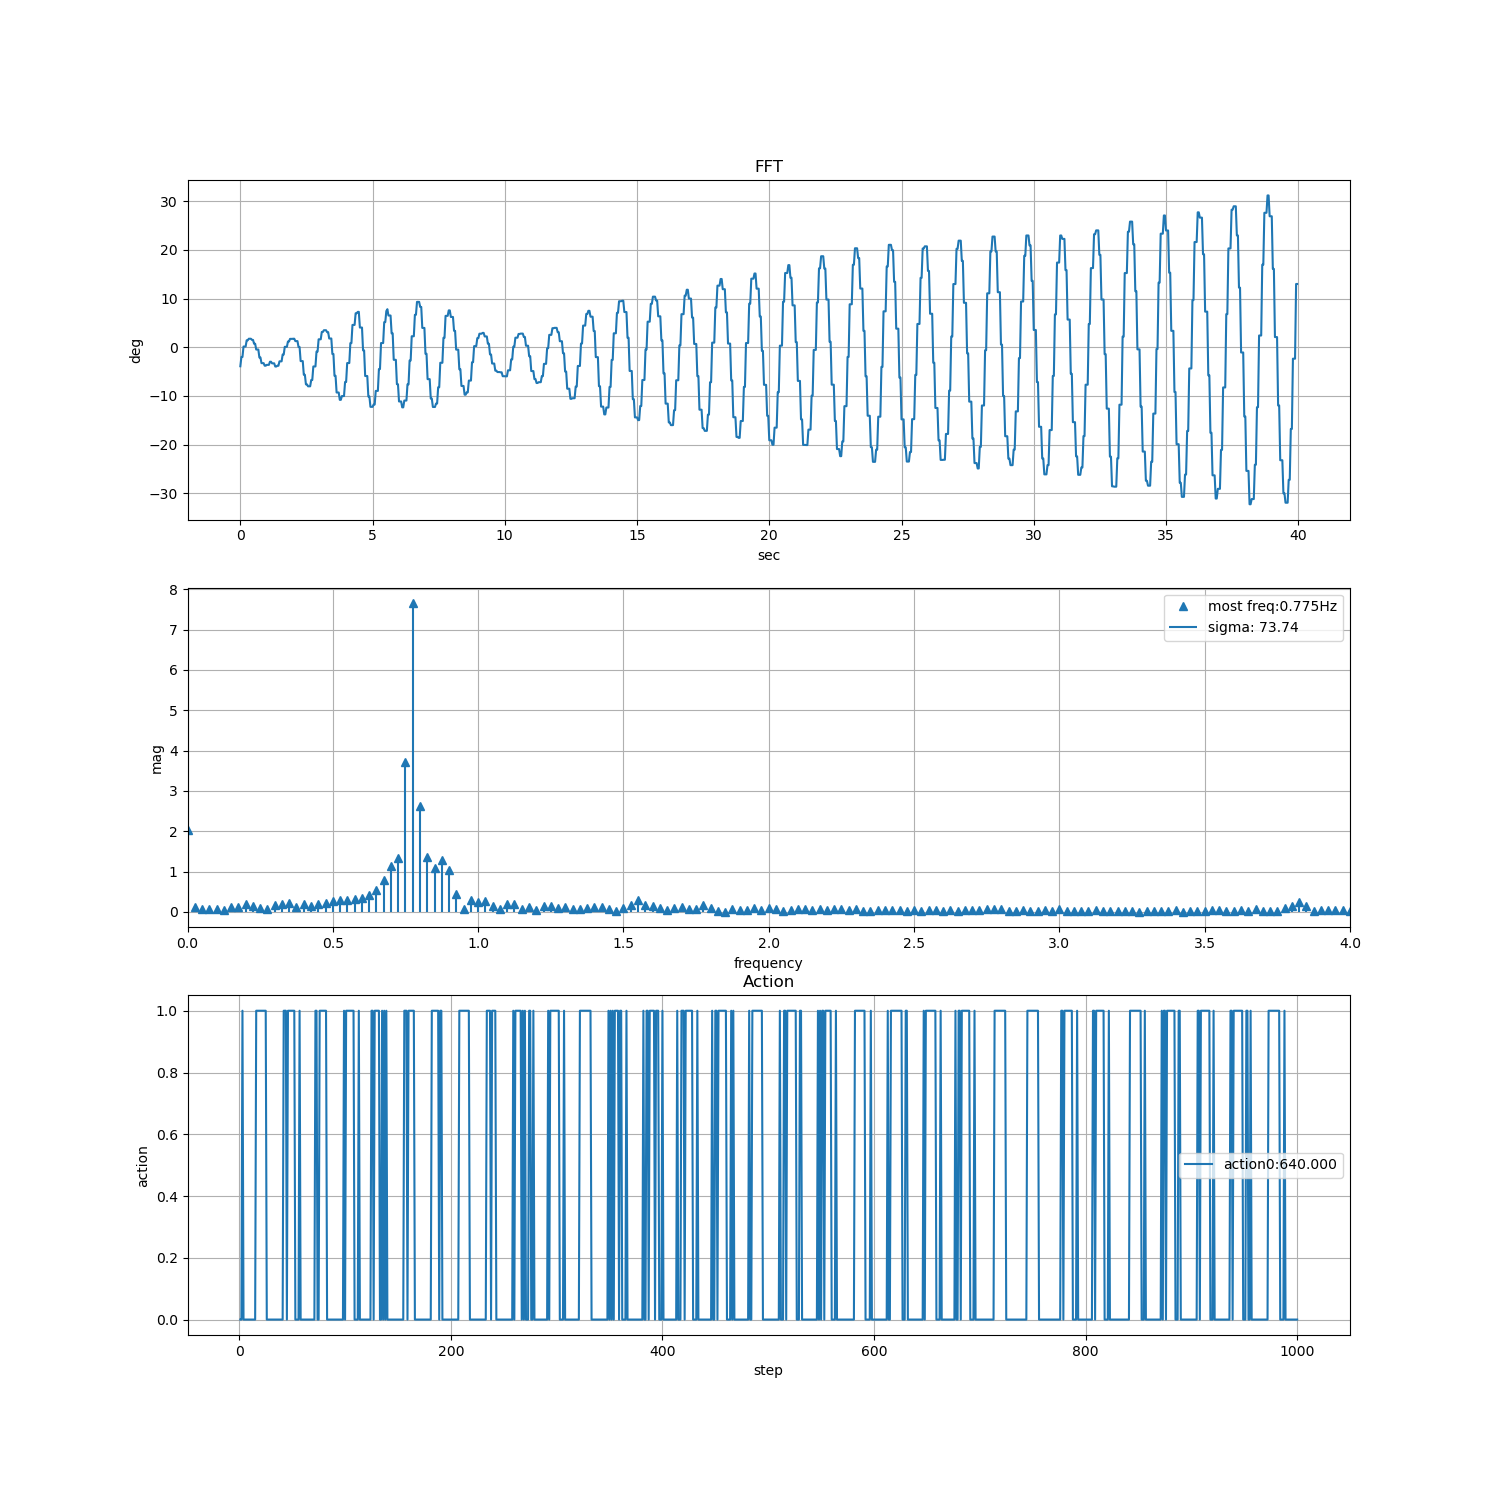 FFT
30
20
10
0
−10
−20
−30
deg
0 5 10 15 20 25 30 35 40
sec
8
7
6
5
4
3
2
1
0
mag
most freq:0.775Hz
sigma: 73.74
0.0 0.5 1.0 1.5 2.0 2.5 3.0 3.5 4.0
frequency
Action
1.0
0.8
0.6
0.4
0.2
0.0
action
action0:640.000
0 200 400 600 800 1000
step